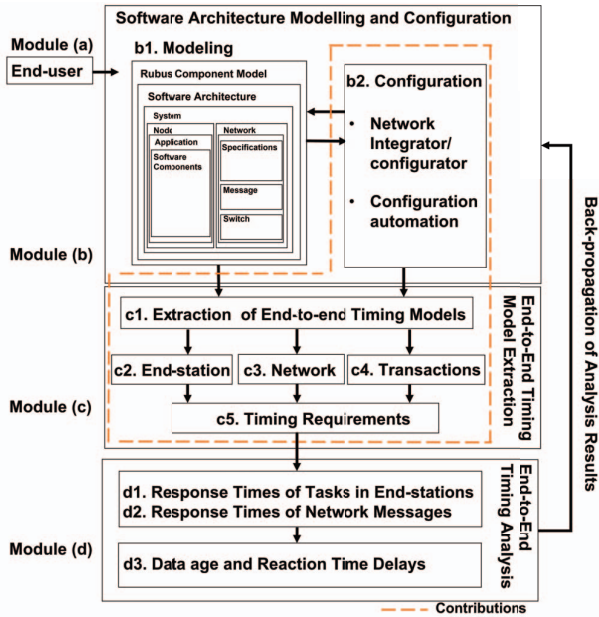 Software Architecture Modelling and Configuration
Module (a)
End-user
b1. Modeling
Rubus Component Model
Software Architecture
System
Node
Application
Software
Components
Network
Specifications
Message
Switch
b2. Configuration
• Network
Integrator/
configurator
• Configuration
automation
Module (b)
c1. Extraction of End-to-end Timing Models
c2. End-station
c3. Network
c4. Transactions
c5. Timing Requirements
Module (c)
End-to-End Timing
Model Extraction
d1. Response Times of Tasks in End-stations
d2. Response Times of Network Messages
d3. Data age and Reaction Time Delays
Module (d)
End-to-End
Timing Analysis
Back-propagation of Analysis Results
Contributions